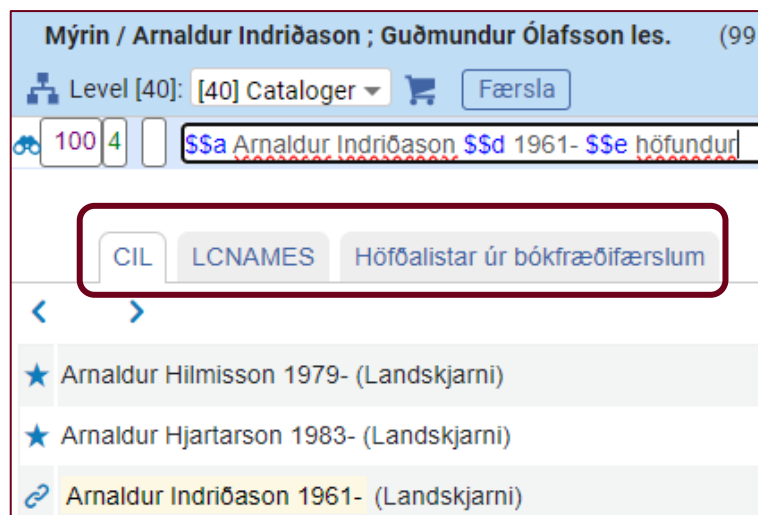 Mýrin / Arnaldur Indriðason ; Guðmundur Ólafsson les. (99
Level [40]: [40] Cataloger Færsla
100 4 $$a Arnaldur Indriðason $$d 1961- $$e höfundur
CIL LCNAMES Höfðalistar úr bókfræðifærslum
Arnaldur Hilmisson 1979- (Landskjarni)
Arnaldur Hjartarson 1983- (Landskjarni)
Arnaldur Indriðason 1961- (Landskjarni)